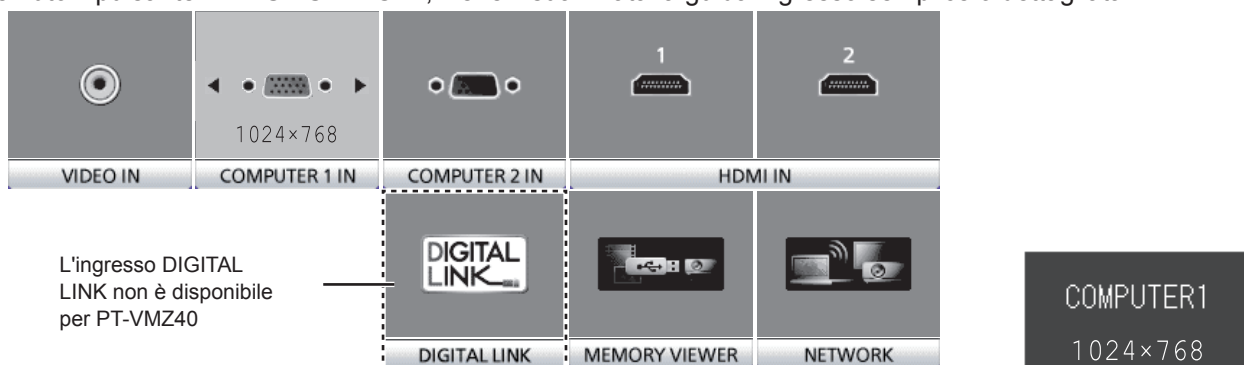 1
2
1024×768
VIDEO IN
COMPUTER 1 IN
COMPUTER 2 IN
HDMI IN
L'ingresso DIGITAL
LINK non è disponibile
per PT-VMZ40
DIGITAL
LINK
DIGITAL LINK
MEMORY VIEWER
NETWORK
COMPUTER1
1024×768